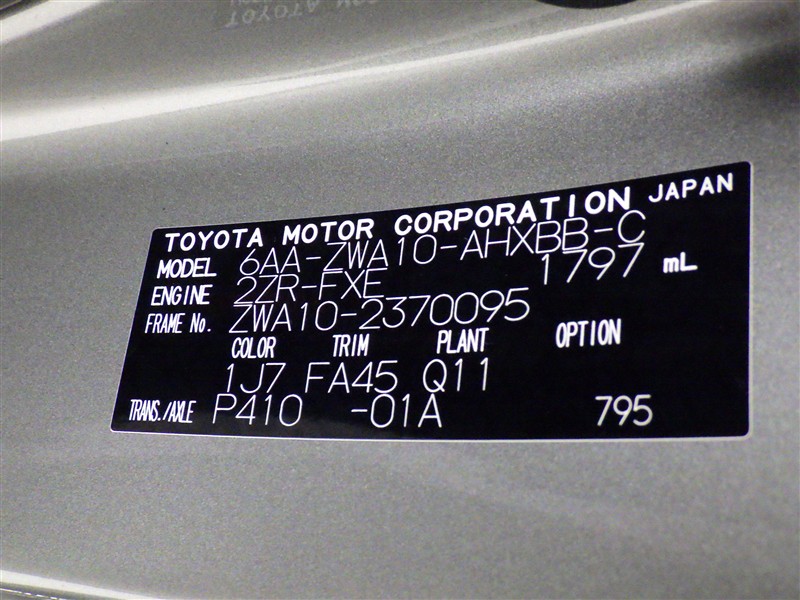 TOYOTA MOTOR CORPORATION JAPAN
MODEL 6AA-ZWA10-AHXBB-C
ENGINE 2ZR-FXE 1797 mL
FRAME No. ZWA10-2370095
COLOR TRIM PLANT OPTION
1J7 FA45 Q11
TRANS./AXLE P410 -01A 795